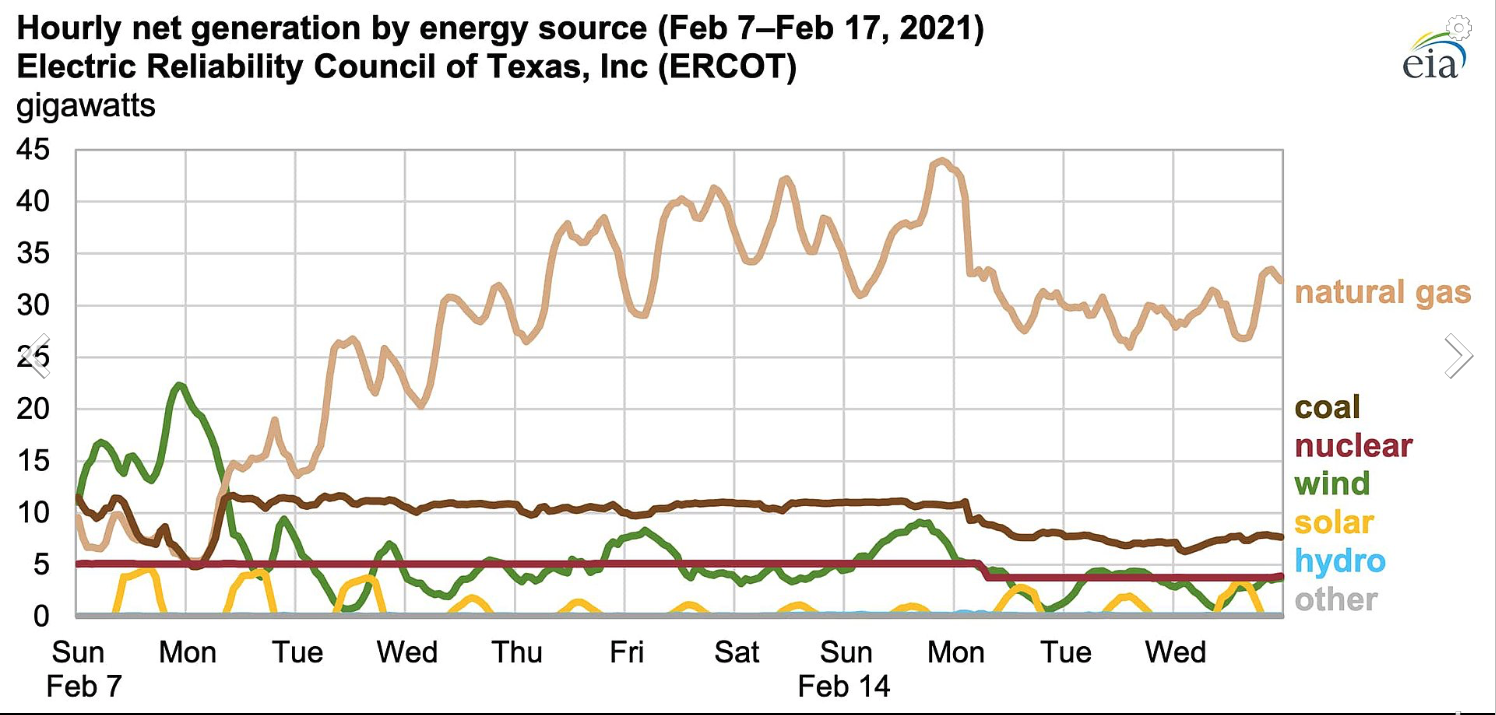 Hourly net generation by energy source (Feb 7–Feb 17, 2021)
Electric Reliability Council of Texas, Inc (ERCOT)
gigawatts
eia
45
40
35
30
25
20
15
10
5
0
natural gas
coal
nuclear
wind
solar
hydro
other
Sun Mon Tue Wed Thu Fri Sat Sun Mon Tue Wed
Feb 7 Feb 14